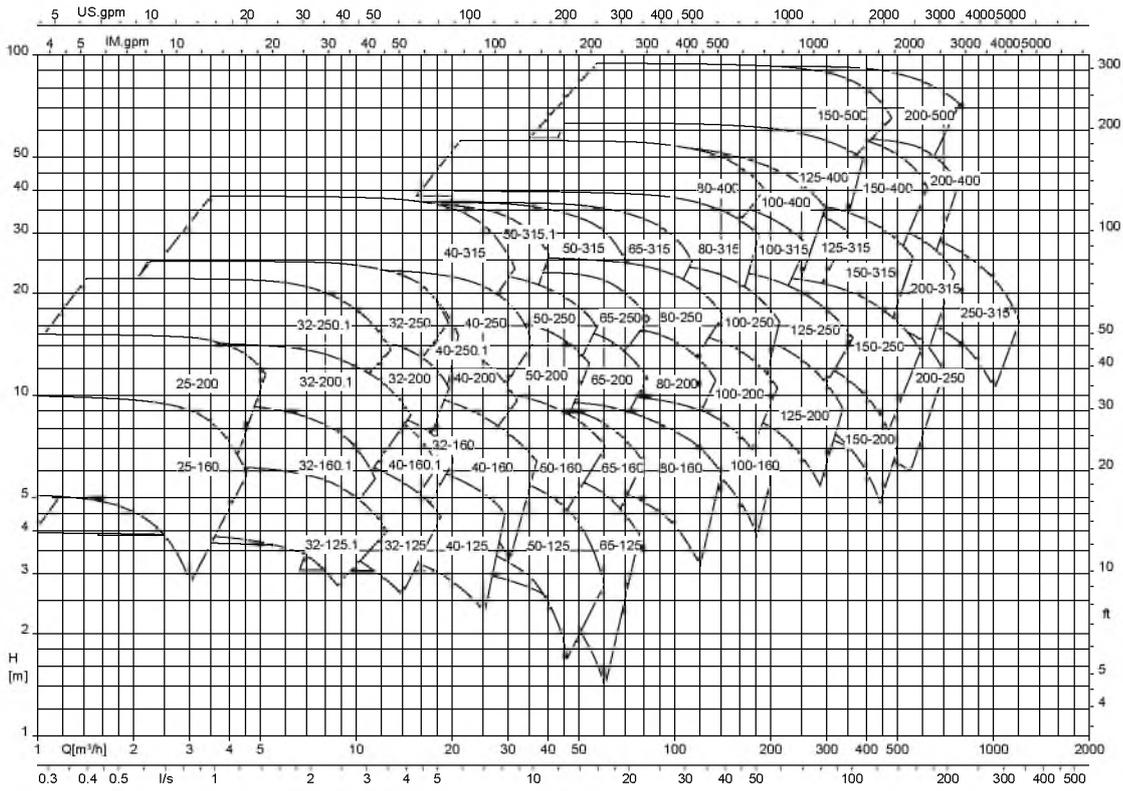 5 US.gpm 10 20 30 40 50 100 200 300 400 500 1000 2000 3000 4000 5000
4 5 IM.gpm 10 20 30 40 50 100 200 300 400 500 1000 2000 3000 4000 5000
100 300
150-500 200-500
200
50
125-400 200-400
40 80-400 150-400
100-400
30 50-315.1 100
40-315 50-315 65-315 80-315 100-315 125-315
150-315
20 200-315
250-315
32-250.1 32-250 40-250 50-250 65-250 80-250 100-250 125-250 50
40-250.1 150-250
40
25-200 32-200.1 32-200 40-200 50-200 65-200 80-200 200-250
100-200
10 30
125-200
32-160 150-200
25-160 32-160.1 40-160.1 40-160 50-160 65-160 80-160 100-160 20
5
4
32-125.1 32-125 40-125 50-125 65-125
3 10
ft
2
H
[m] 5
4
1
1 Q[m³/h] 2 3 4 5 10 20 30 40 50 100 200 300 400 500 1000 2000
0.3 0.4 0.5 l/s 1 2 3 4 5 10 20 30 40 50 100 200 300 400 500